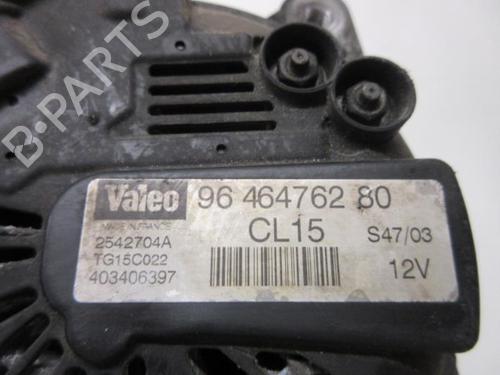 B-PARTS
Valeo 96 464762 80
MADE IN FRANCE
CL15 S47/03
2542704A
TG15C022
403406397 12V